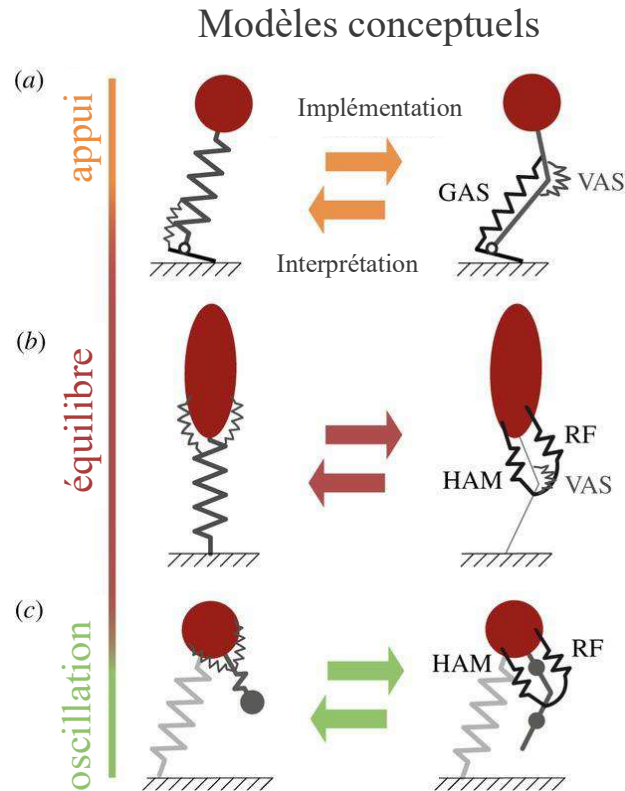 Modèles conceptuels
(a)
appui
Implémentation
GAS
VAS
Interprétation
(b)
équilibre
RF
HAM
VAS
(c)
oscillation
HAM
RF